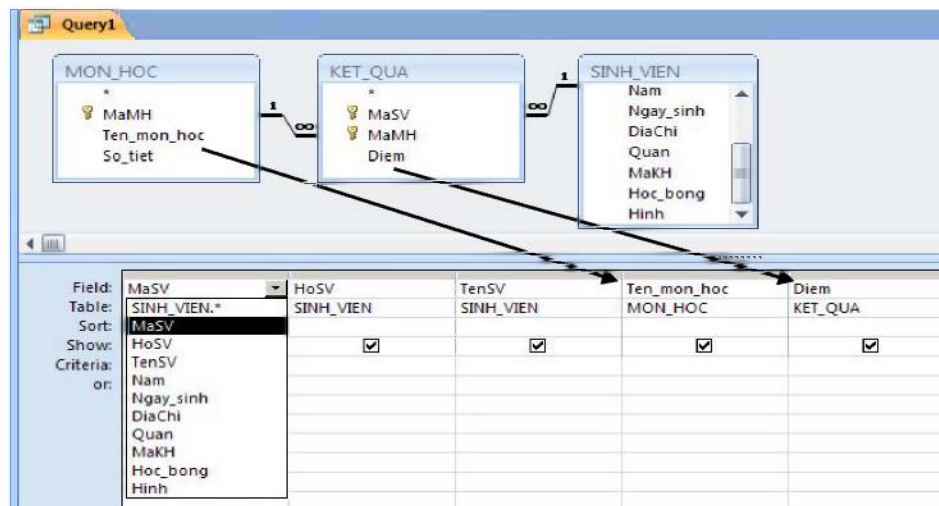 Query1
MON_HOC
*
MaMH
Ten_mon_hoc
So_tiet
1
∞
KET_QUA
*
MaSV
MaMH
Diem
∞
1
SINH_VIEN
Nam
Ngay_sinh
DiaChi
Quan
MaKH
Hoc_bong
Hinh
Field: MaSV HoSV TenSV Ten_mon_hoc Diem
Table: SINH_VIEN.* SINH_VIEN SINH_VIEN MON_HOC KET_QUA
Sort: MaSV
Show: HoSV
Criteria: TenSV
or: Nam
Ngay_sinh
DiaChi
Quan
MaKH
Hoc_bong
Hinh